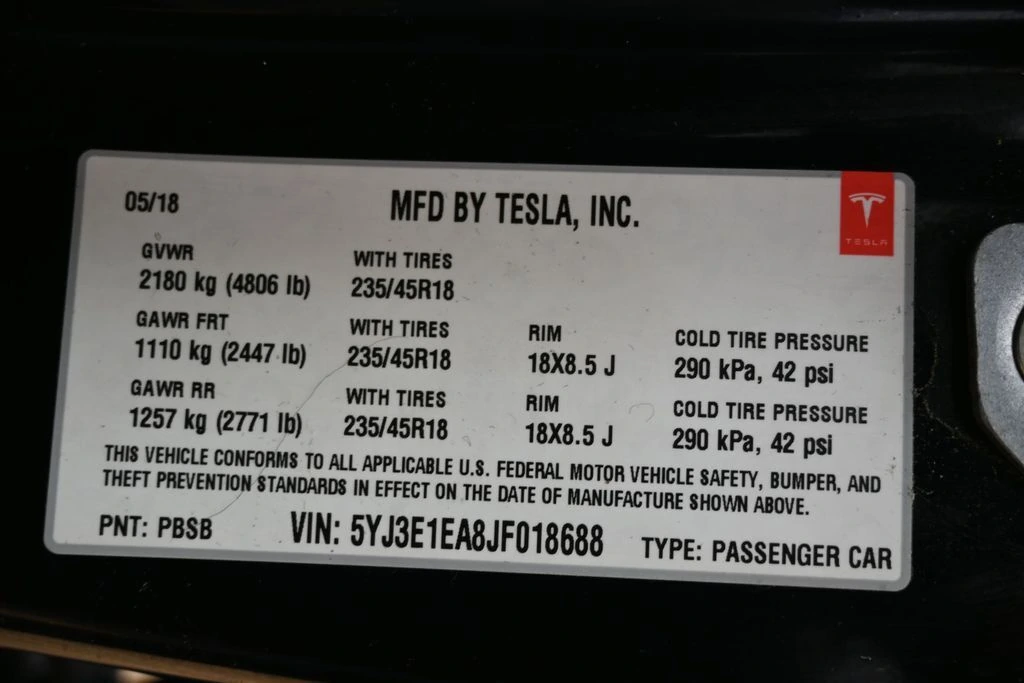 05/18 MFD BY TESLA, INC.
TESLA
GVWR WITH TIRES
2180 kg (4806 lb) 235/45R18
GAWR FRT WITH TIRES RIM COLD TIRE PRESSURE
1110 kg (2447 lb) 235/45R18 18X8.5 J 290 kPa, 42 psi
GAWR RR WITH TIRES RIM COLD TIRE PRESSURE
1257 kg (2771 lb) 235/45R18 18X8.5 J 290 kPa, 42 psi
THIS VEHICLE CONFORMS TO ALL APPLICABLE U.S. FEDERAL MOTOR VEHICLE SAFETY, BUMPER, AND
THEFT PREVENTION STANDARDS IN EFFECT ON THE DATE OF MANUFACTURE SHOWN ABOVE.
PNT: PBSB VIN: 5YJ3E1EA8JF018688 TYPE: PASSENGER CAR